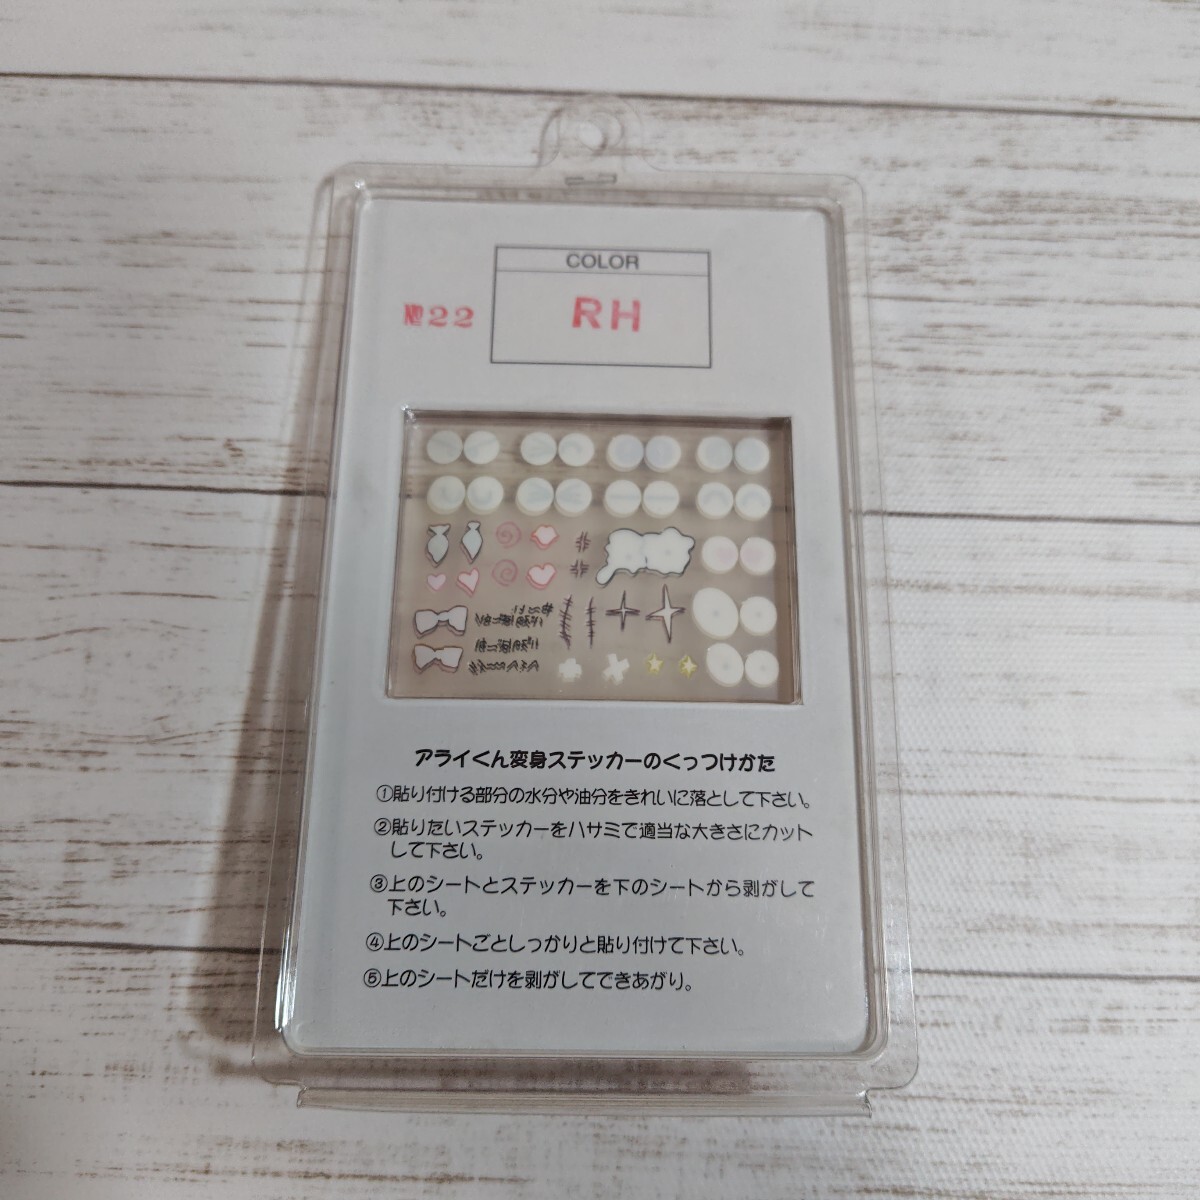 COLOR
№22
RH
アライくん変身ステッカーのくっつけかた
①貼り付ける部分の水分や油分をきれいに落として下さい。
②貼りたいステッカーをハサミで適当な大きさにカット
して下さい。
③上のシートとステッカーを下のシートから剥がして
下さい。
④上のシートごとしっかりと貼り付けて下さい。
⑤上のシートだけを剥がしてできあがり。